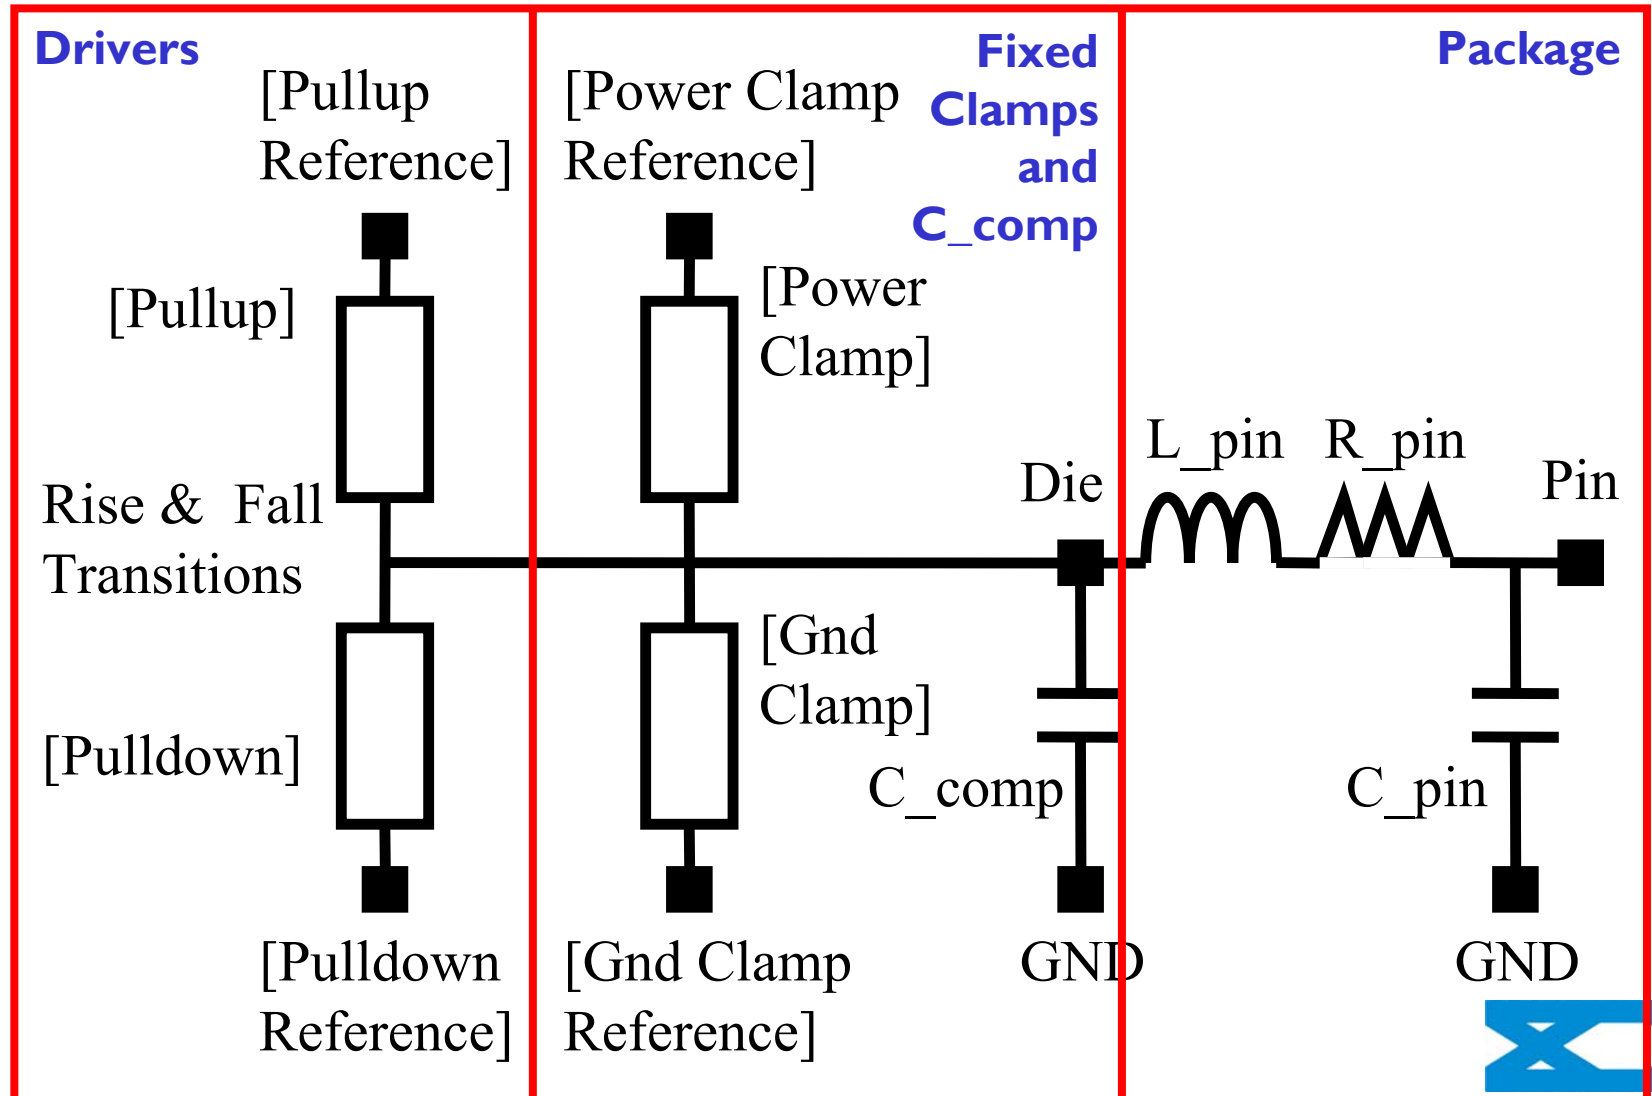 Drivers
[Pullup
Reference]
[Pullup]
Rise & Fall
Transitions
[Pulldown]
[Pulldown
Reference]
Fixed
Clamps
and
C_comp
[Power Clamp
Reference]
[Power
Clamp]
Die
[Gnd
Clamp]
C_comp
[Gnd Clamp
Reference]
GND
Package
L_pin
R_pin
Pin
C_pin
GND